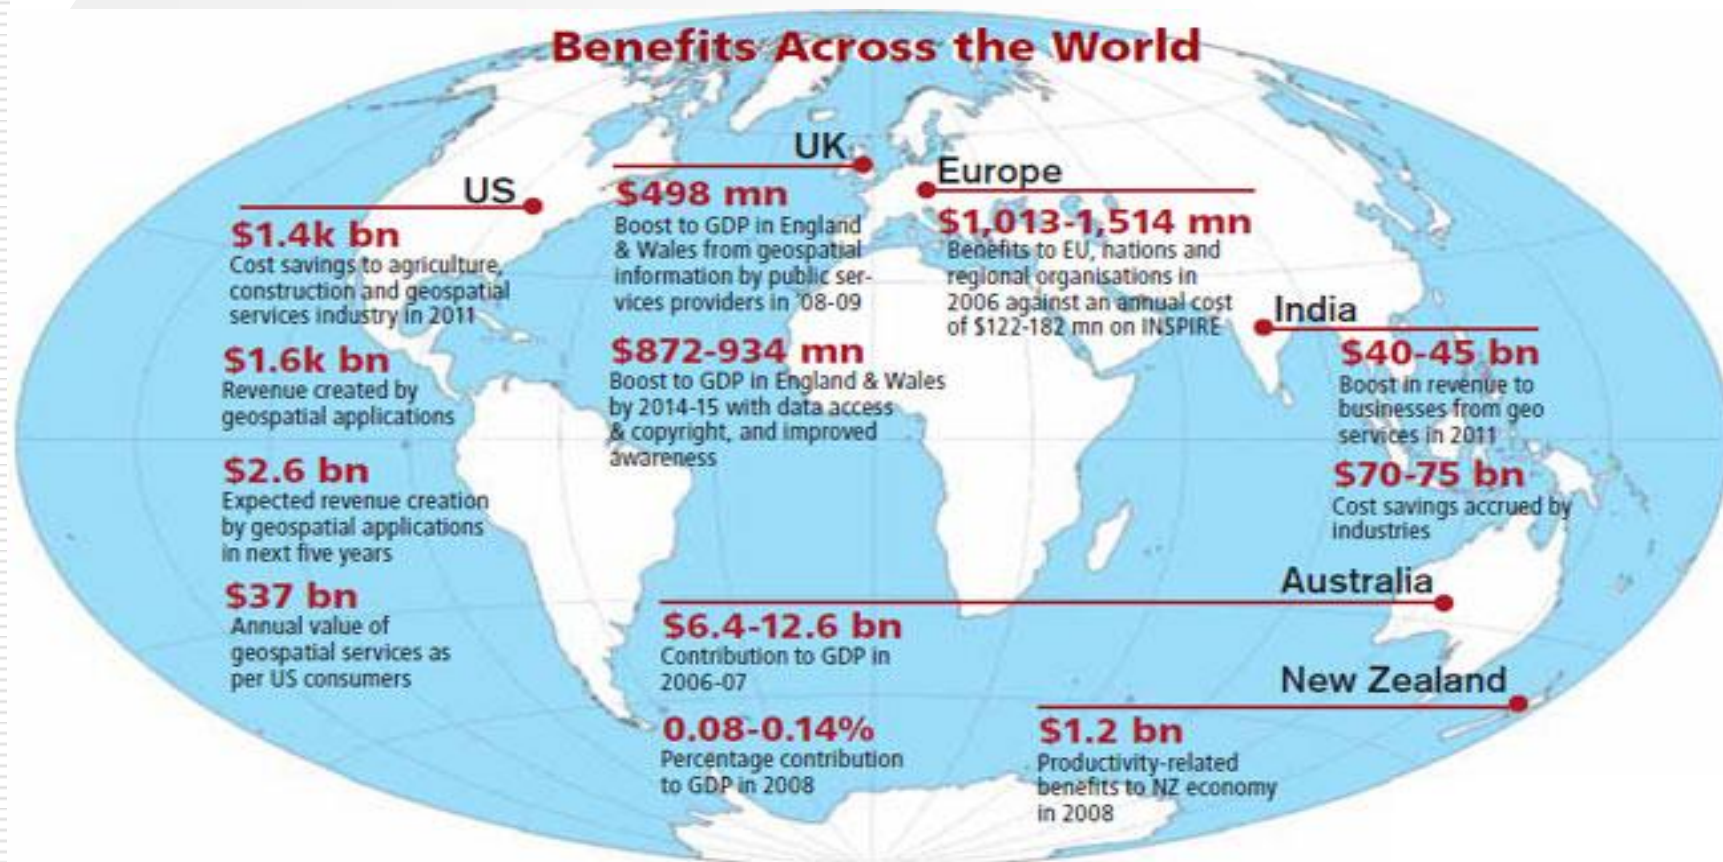 Benefits Across the World
US
$1.4k bn
Cost savings to agriculture,
construction and geospatial
services industry in 2011
$1.6k bn
Revenue created by
geospatial applications
$2.6 bn
Expected revenue creation
by geospatial applications
in next five years
$37 bn
Annual value of
geospatial services as
per US consumers
UK
$498 mn
Boost to GDP in England
& Wales from geospatial
information by public ser-
vices providers in '08-09
$872-934 mn
Boost to GDP in England & Wales
by 2014-15 with data access
& copyright, and improved
awareness
Europe
$1,013-1,514 mn
Benefits to EU, nations and
regional organisations in
2006 against an annual cost
of $122-182 mn on INSPIRE
India
$40-45 bn
Boost in revenue to
businesses from geo
services in 2011
$70-75 bn
Cost savings accrued by
industries
Australia
$6.4-12.6 bn
Contribution to GDP in
2006-07
0.08-0.14%
Percentage contribution
to GDP in 2008
New Zealand
$1.2 bn
Productivity-related
benefits to NZ economy
in 2008